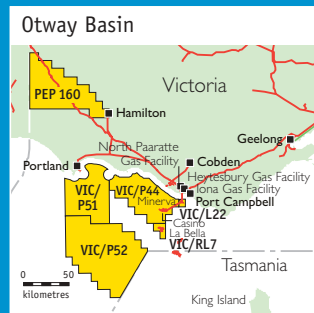 Otway Basin
Victoria
PEP 160
Hamilton
Geelong
North Paaratte
Gas Facility
Cobden
Portland
Heytesbury Gas Facility
Iona Gas Facility
VIC/
P51
VIC/P44
Minerva
Port Campbell
VIC/L22
Casino
La Bella
VIC/RL7
VIC/P52
Tasmania
0 50
kilometres
King Island